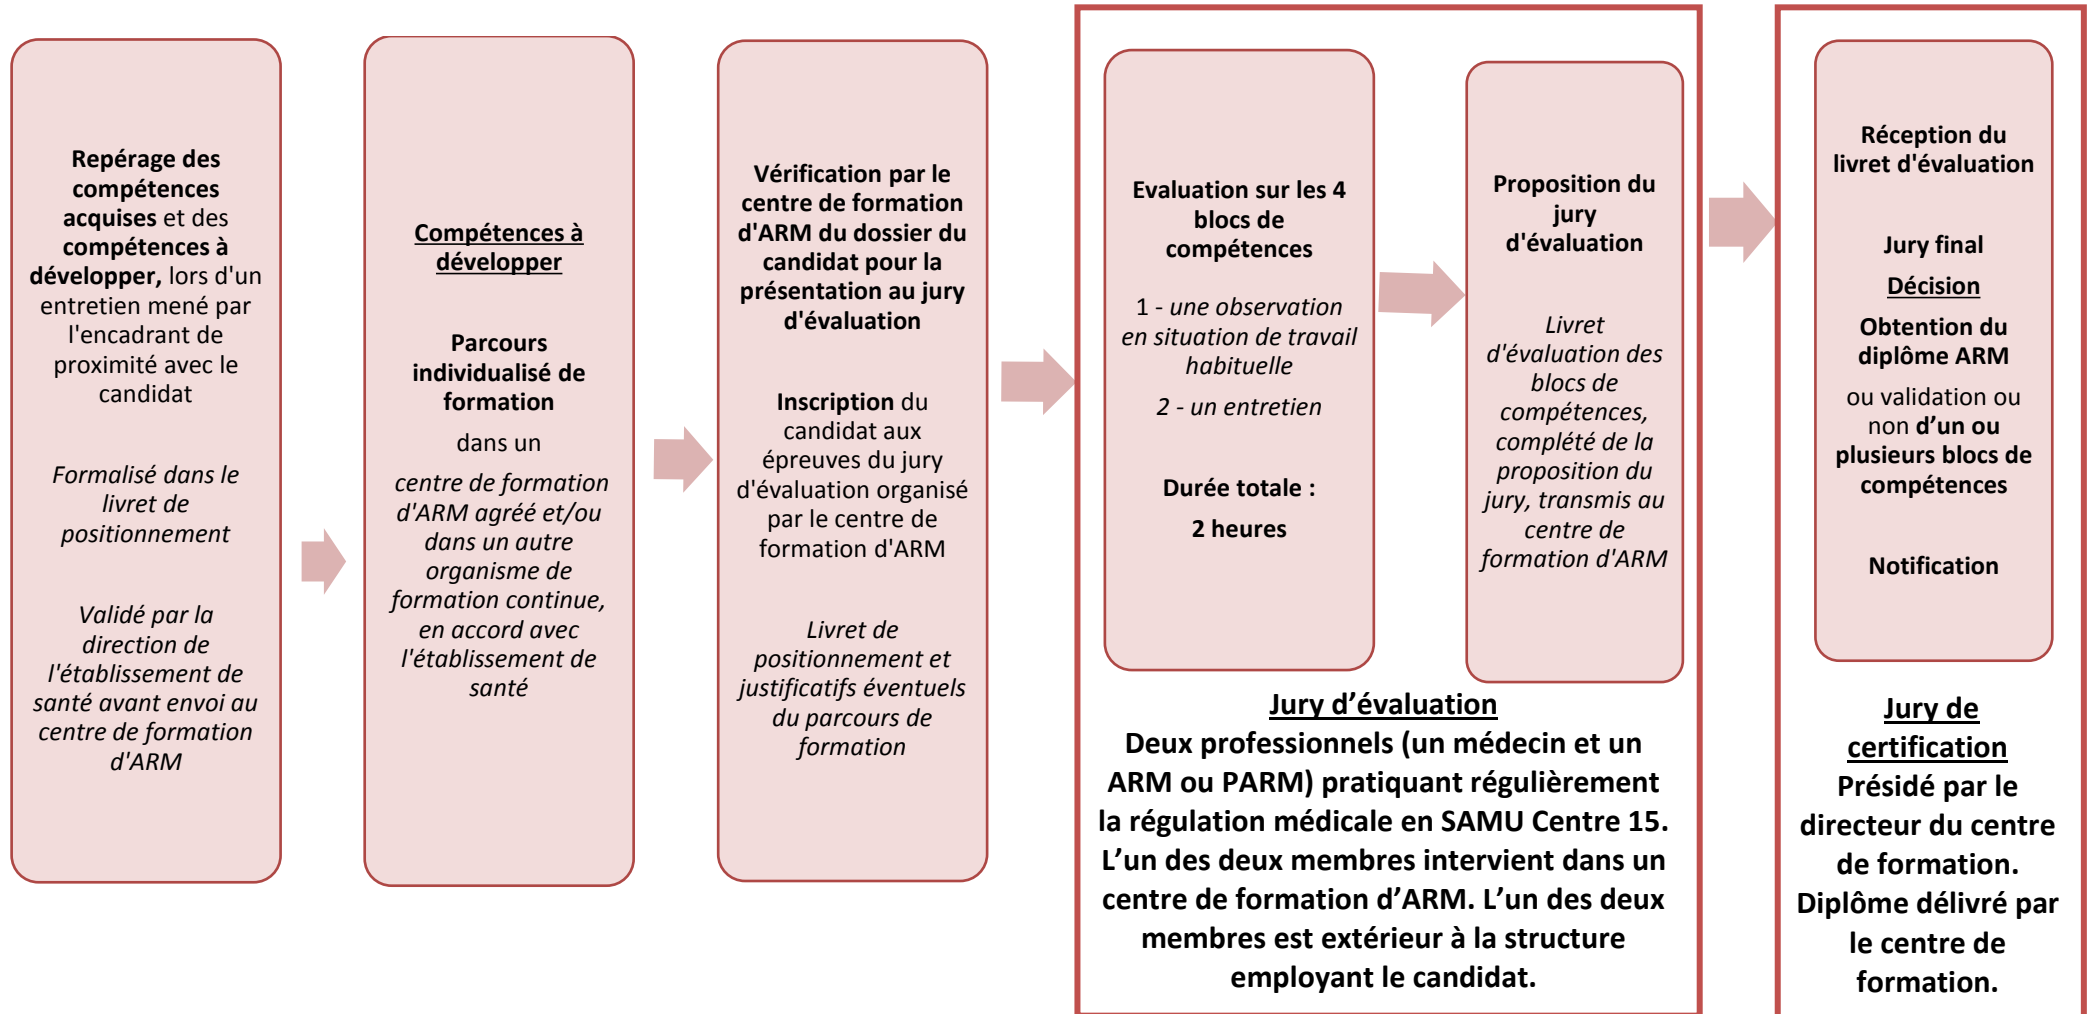 Repérage des
compétences
acquises et des
compétences à
développer, lors d'un
entretien mené par
l'encadrant de
proximité avec le
candidat
Formalisé dans le
livret de
positionnement
Validé par la
direction de
l'établissement de
santé avant envoi au
centre de formation
d'ARM
Compétences à
développer
Parcours
individualisé de
formation
dans un
centre de formation
d'ARM agréé et/ou
dans un autre
organisme de
formation continue,
en accord avec
l'établissement de
santé
Vérification par le
centre de formation
d'ARM du dossier du
candidat pour la
présentation au jury
d'évaluation
Inscription du
candidat aux
épreuves du jury
d'évaluation organisé
par le centre de
formation d'ARM
Livret de
positionnement et
justificatifs éventuels
du parcours de
formation
Evaluation sur les 4
blocs de
compétences
1 - une observation
en situation de travail
habituelle
2 - un entretien
Durée totale :
2 heures
Proposition du
jury
d'évaluation
Livret
d'évaluation des
blocs de
compétences,
complété de la
proposition du
jury, transmis au
centre de
formation d'ARM
Jury d’évaluation
Deux professionnels (un médecin et un
ARM ou PARM) pratiquant régulièrement
la régulation médicale en SAMU Centre 15.
L’un des deux membres intervient dans un
centre de formation d’ARM. L’un des deux
membres est extérieur à la structure
employant le candidat.
Réception du
livret d'évaluation
Jury final
Décision
Obtention du
diplôme ARM
ou validation ou
non d’un ou
plusieurs blocs de
compétences
Notification
Jury de
certification
Présidé par le
directeur du centre
de formation.
Diplôme délivré par
le centre de
formation.